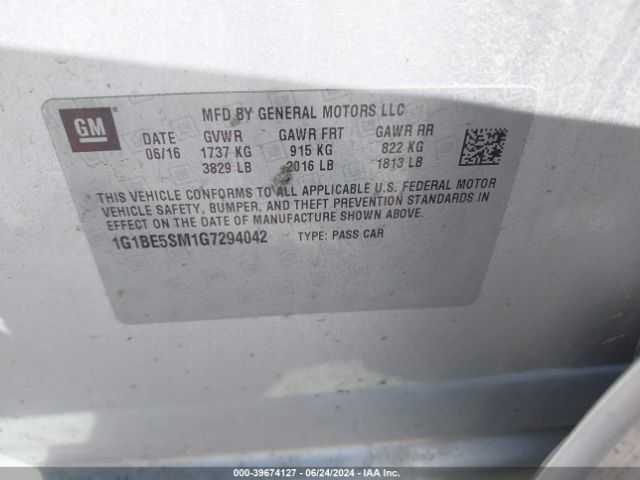 GM
MFD BY GENERAL MOTORS LLC
DATE GVWR GAWR FRT GAWR RR
06/16 1737 KG 915 KG 822 KG
3829 LB 2016 LB 1813 LB
THIS VEHICLE CONFORMS TO ALL APPLICABLE U.S. FEDERAL MOTOR
VEHICLE SAFETY, BUMPER, AND THEFT PREVENTION STANDARDS IN
EFFECT ON THE DATE OF MANUFACTURE SHOWN ABOVE.
1G1BE5SM1G7294042 TYPE: PASS CAR
000-39674127 - 06/24/2024 - IAA Inc.